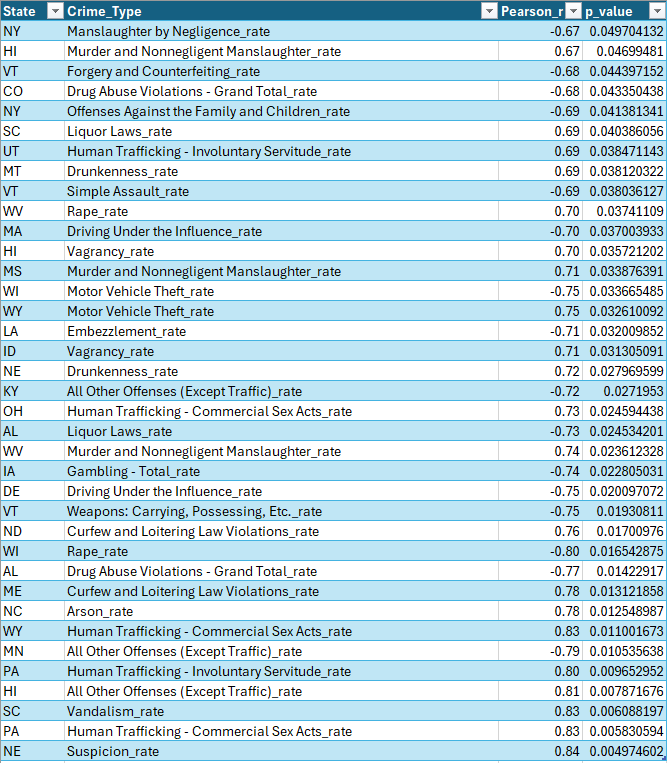 State Crime_Type Pearson_r p_value
NY Manslaughter by Negligence_rate -0.67 0.049704132
HI Murder and Nonnegligent Manslaughter_rate 0.67 0.04699481
VT Forgery and Counterfeiting_rate -0.68 0.044397152
CO Drug Abuse Violations - Grand Total_rate -0.68 0.043350438
NY Offenses Against the Family and Children_rate -0.69 0.041381341
SC Liquor Laws_rate 0.69 0.040386056
UT Human Trafficking - Involuntary Servitude_rate 0.69 0.038471143
MT Drunkenness_rate 0.69 0.038120322
VT Simple Assault_rate -0.69 0.038036127
WV Rape_rate 0.70 0.03741109
MA Driving Under the Influence_rate -0.70 0.037003933
HI Vagrancy_rate 0.70 0.035721202
MS Murder and Nonnegligent Manslaughter_rate 0.71 0.033876391
WI Motor Vehicle Theft_rate -0.75 0.033665485
WY Motor Vehicle Theft_rate 0.75 0.032610092
LA Embezzlement_rate -0.71 0.032009852
ID Vagrancy_rate 0.71 0.031305091
NE Drunkenness_rate 0.72 0.027969599
KY All Other Offenses (Except Traffic)_rate -0.72 0.0271953
OH Human Trafficking - Commercial Sex Acts_rate 0.73 0.024594438
AL Liquor Laws_rate -0.73 0.024534201
WV Murder and Nonnegligent Manslaughter_rate 0.74 0.023612328
IA Gambling - Total_rate -0.74 0.022805031
DE Driving Under the Influence_rate -0.75 0.020097072
VT Weapons: Carrying, Possessing, Etc._rate -0.75 0.01930811
ND Curfew and Loitering Law Violations_rate 0.76 0.01700976
WI Rape_rate -0.80 0.016542875
AL Drug Abuse Violations - Grand Total_rate -0.77 0.01422917
ME Curfew and Loitering Law Violations_rate 0.78 0.013121858
NC Arson_rate 0.78 0.012548987
WY Human Trafficking - Commercial Sex Acts_rate 0.83 0.011001673
MN All Other Offenses (Except Traffic)_rate -0.79 0.010535638
PA Human Trafficking - Involuntary Servitude_rate 0.80 0.009652952
HI All Other Offenses (Except Traffic)_rate 0.81 0.007871676
SC Vandalism_rate 0.83 0.006088197
PA Human Trafficking - Commercial Sex Acts_rate 0.83 0.005830594
NE Suspicion_rate 0.84 0.004974602